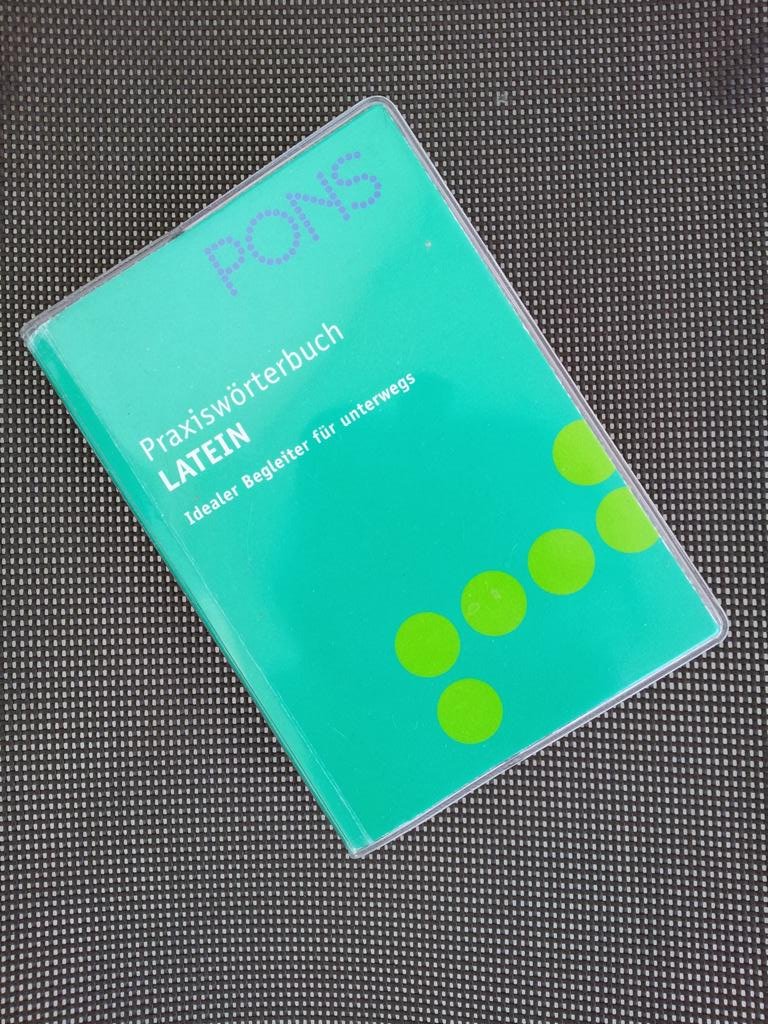 PONS
Praxiswörterbuch
LATEIN
Idealer Begleiter für unterwegs